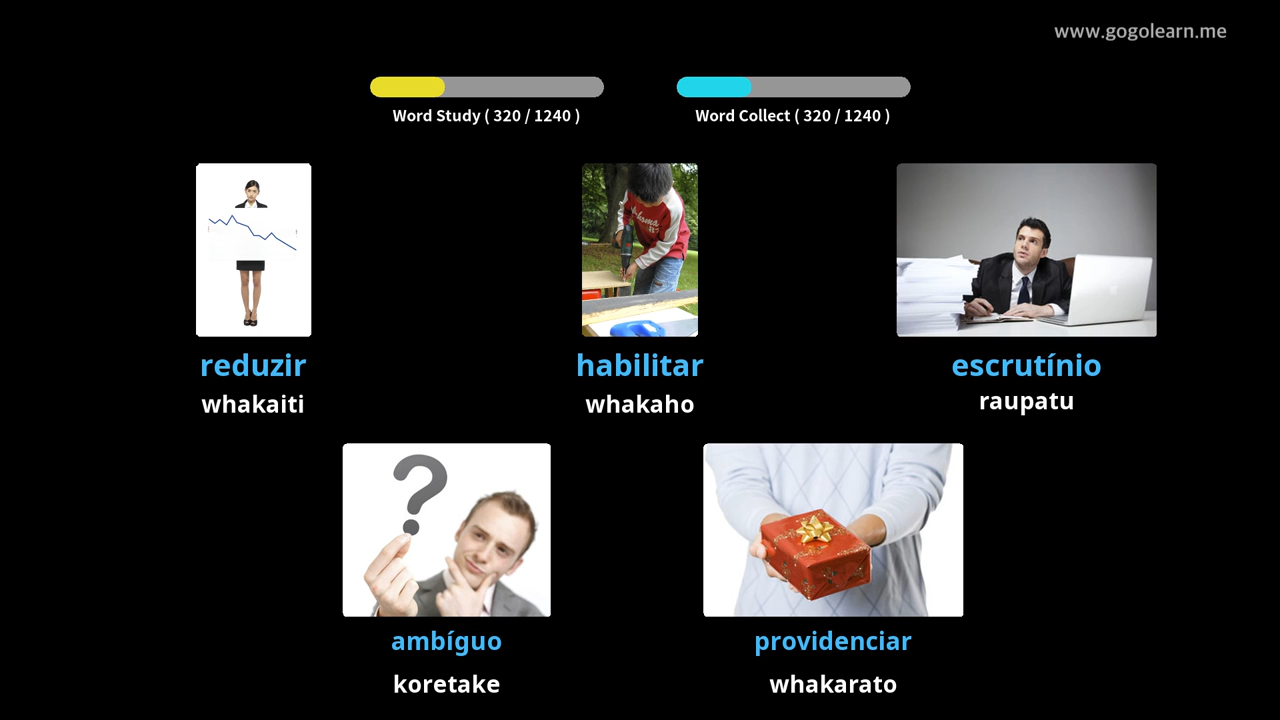 www.gogolearn.me
Word Study ( 320 / 1240 )
Word Collect ( 320 / 1240 )
reduzir
whakaiti
habilitar
whakaho
escrutínio
raupatu
ambíguo
koretake
providenciar
whakarato